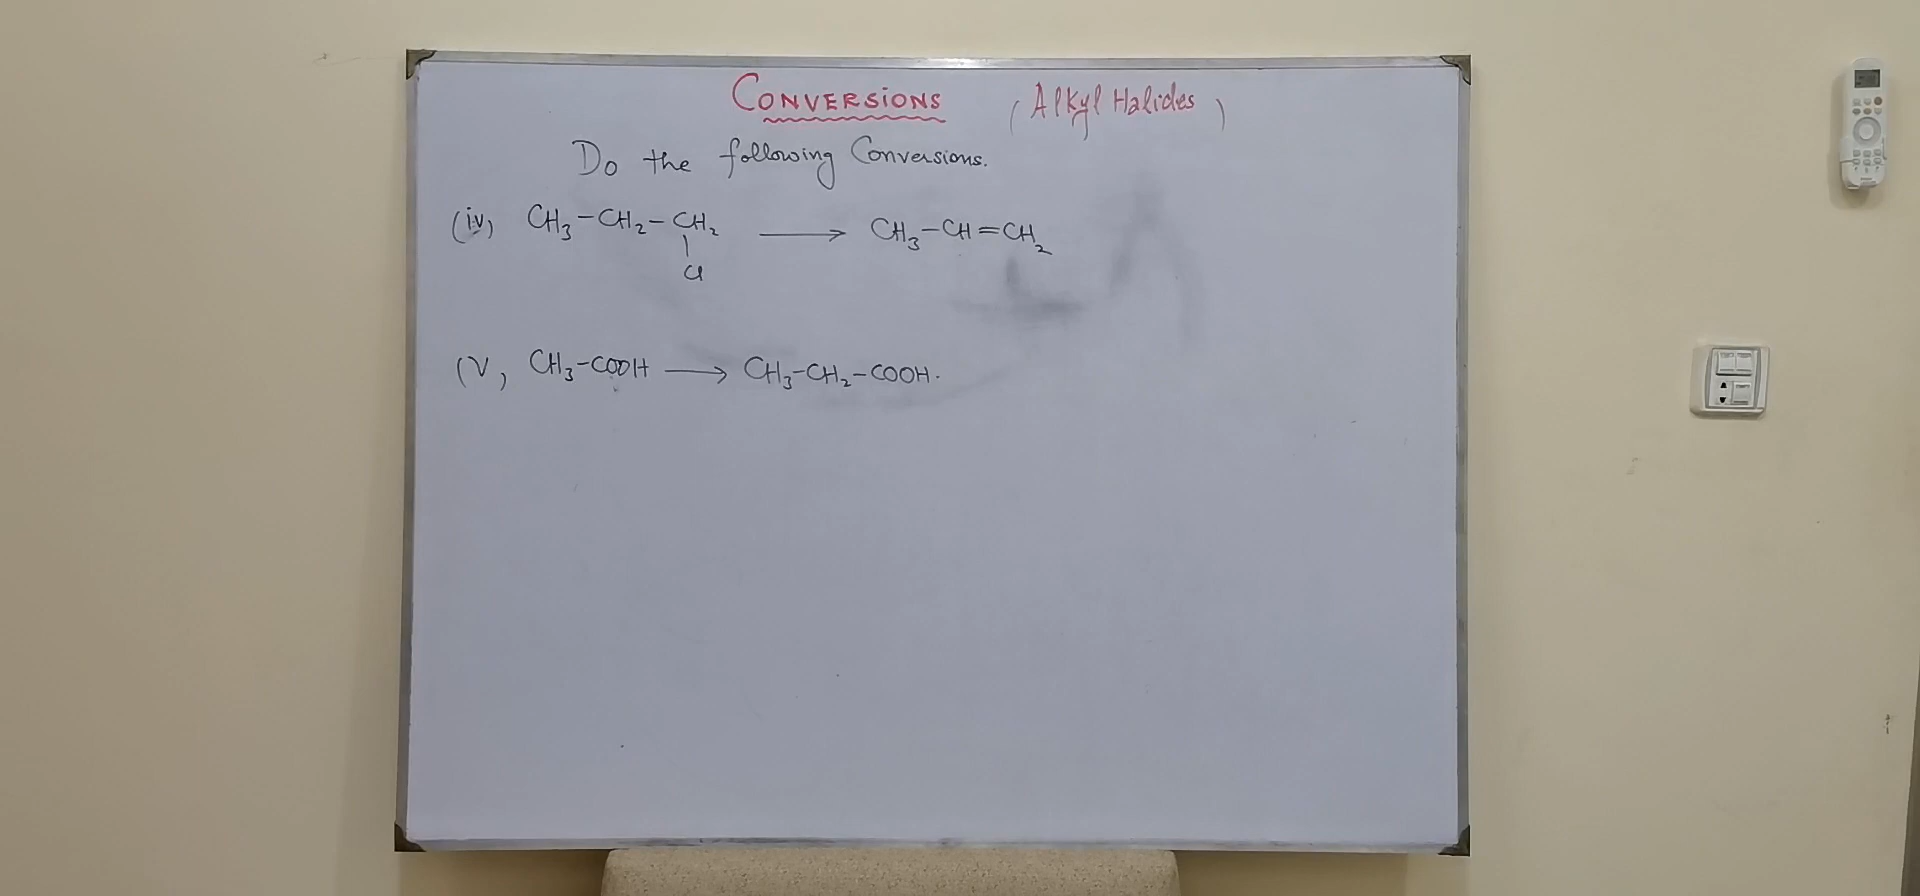 CONVERSiONS (Alkyl Halides)
Do the following Conversions.
(iv) CH₃-CH₂-CH₂ ⟶ CH₃-CH=CH₂
|
Cl
(V) CH₃-COOH ⟶ CH₃-CH₂-COOH.